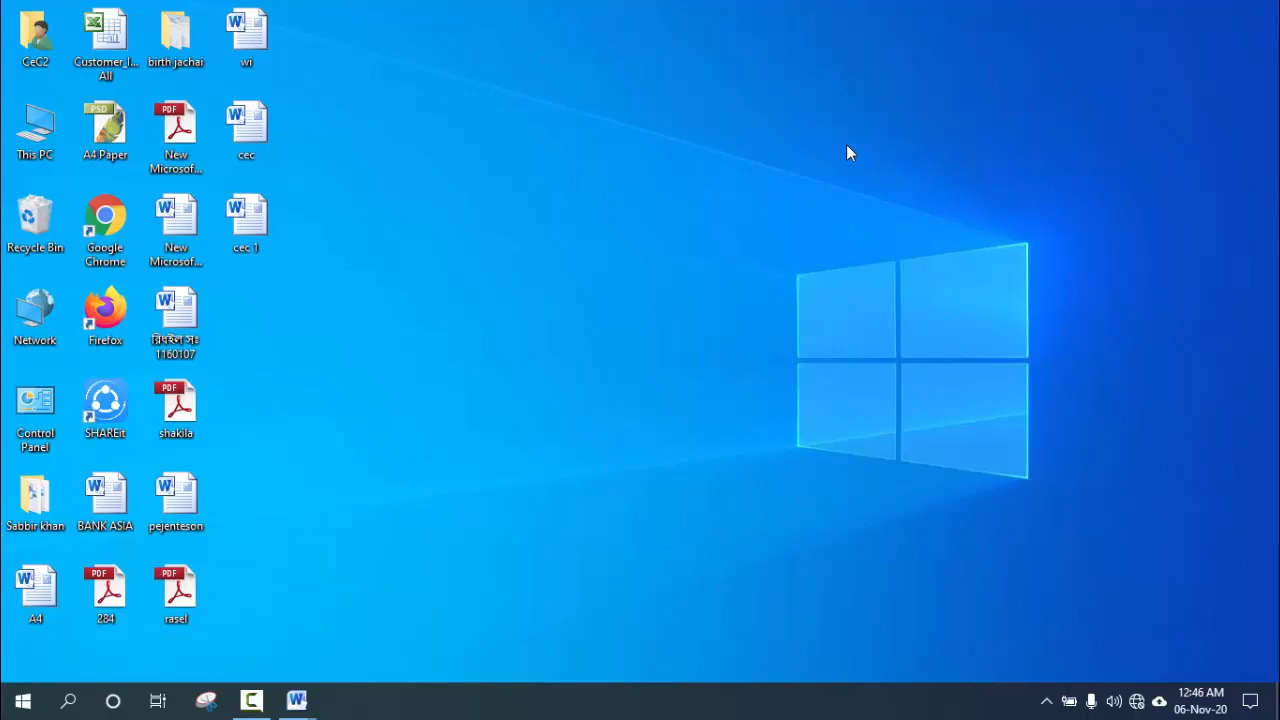 CeC2
Customer_I...
All
birth jachai
wi
This PC
PSD
A4 Paper
PDF
New
Microsof...
cec
Recycle Bin
Google
Chrome
New
Microsof...
cec 1
Network
Firefox
রিধইল সঃ
1160107
Control
Panel
SHAREit
PDF
shakila
Sabbir khan
BANK ASIA
pejenteson
A4
PDF
284
PDF
rasel
12:46 AM
06-Nov-20